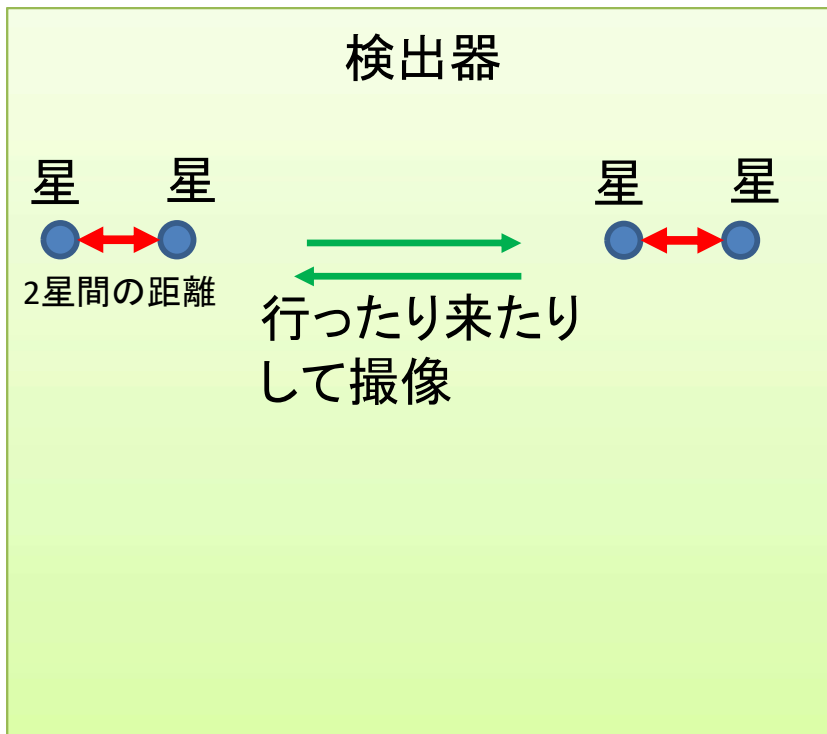 検出器
星 星
星 星
2星間の距離
行ったり来たり
して撮像